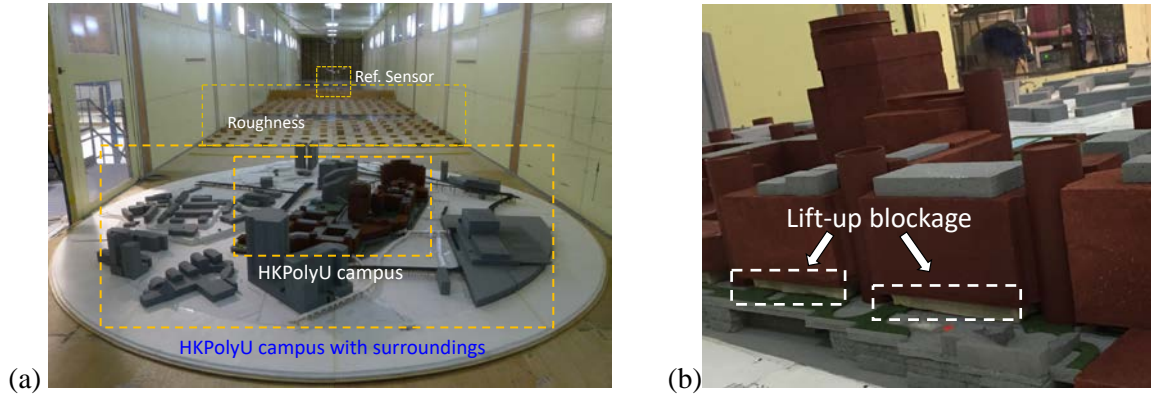 Ref. Sensor
Roughness
HKPolyU campus
HKPolyU campus with surroundings
(a)
Lift-up blockage
(b)